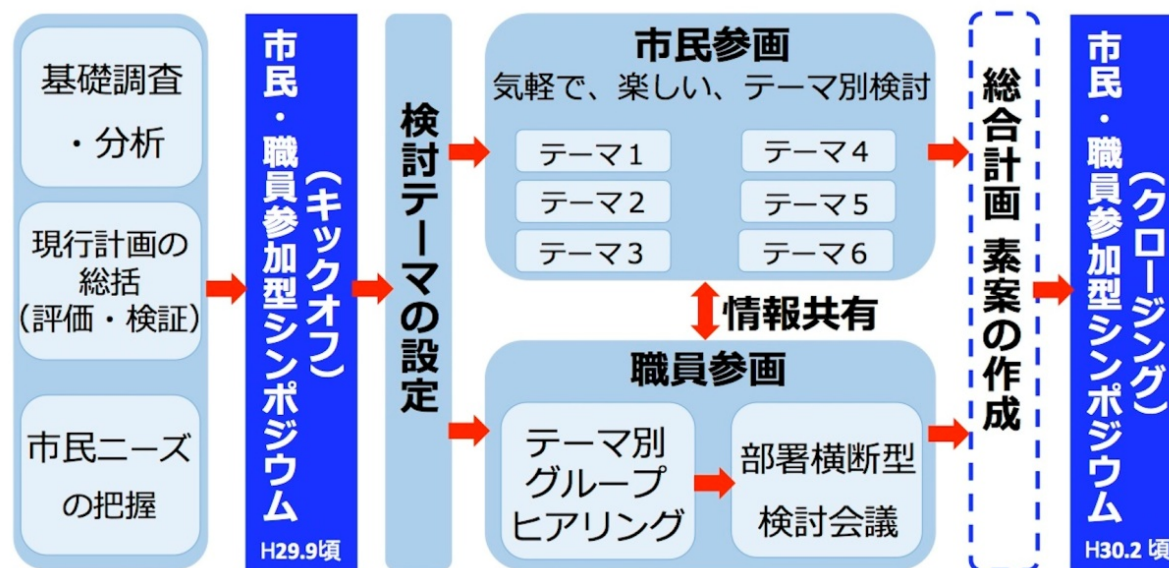 基礎調査
・分析
現行計画の
総括
(評価・検証)
市民ニーズ
の把握
市民・職員参加型シンポジウム
(キックオフ)
H29.9頃
検討テーマの設定
市民参画
気軽で、楽しい、テーマ別検討
テーマ1
テーマ2
テーマ3
テーマ4
テーマ5
テーマ6
情報共有
職員参画
テーマ別
グループ
ヒアリング
部署横断型
検討会議
総合計画 素案の作成
市民・職員参加型シンポジウム
(クロージング)
H30.2 頃